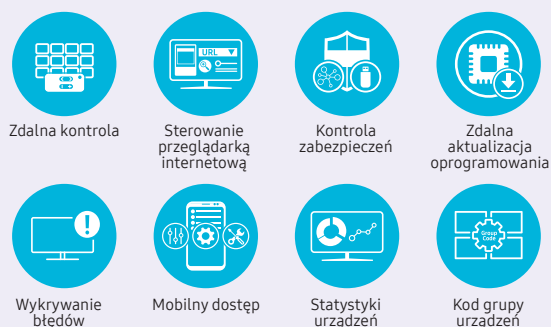 URL
Zdalna kontrola
Sterowanie
przeglądarką
internetową
Kontrola
zabezpieczeń
Zdalna
aktualizacja
oprogramowania
Group
Code
Wykrywanie
błędów
Mobilny dostęp
Statystyki
urządzeń
Kod grupy
urządzeń